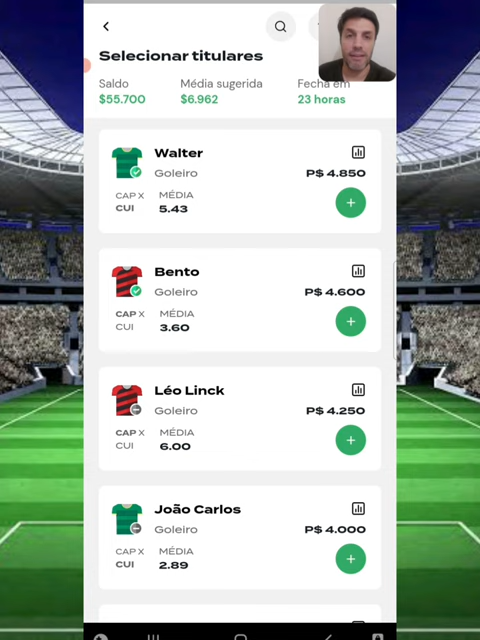 Selecionar titulares
Saldo
Média sugerida
Fecha em
$55.700
$6.962
23 horas
Walter
Goleiro
P$ 4.850
CAP X
MÉDIA
CUI
5.43
Bento
Goleiro
P$ 4.600
CAP X
MÉDIA
CUI
3.60
Léo Linck
Goleiro
P$ 4.250
CAP X
MÉDIA
CUI
6.00
João Carlos
Goleiro
P$ 4.000
CAP X
MÉDIA
CUI
2.89